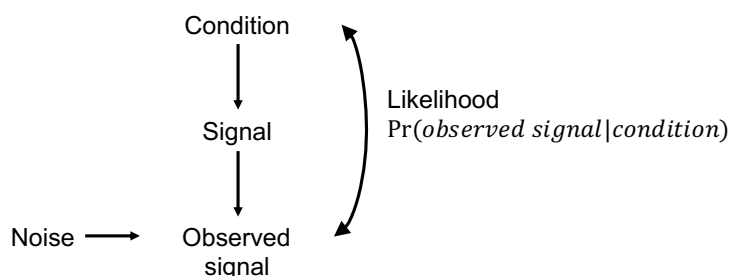 Condition
Likelihood
Pr(observed signal|condition)
Signal
Noise
Observed
signal